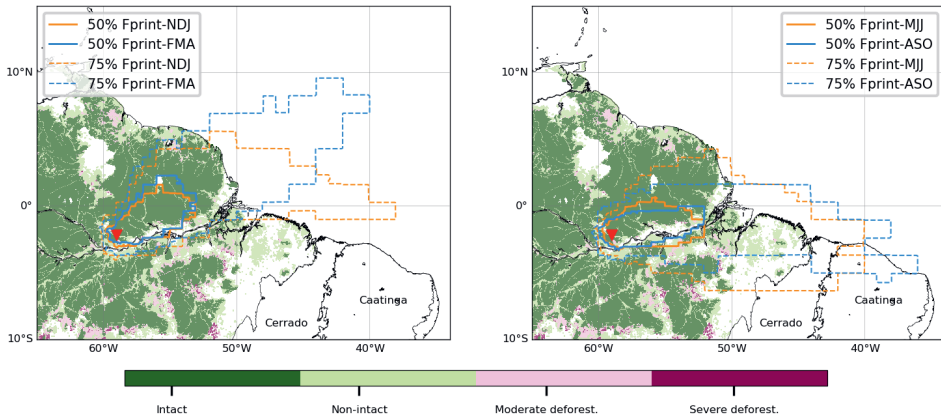 50% Fprint-NDJ
50% Fprint-FMA
75% Fprint-NDJ
75% Fprint-FMA
10°N
0°
10°S
60°W
50°W
40°W
Caatinga
Cerrado
50% Fprint-MJJ
50% Fprint-ASO
75% Fprint-MJJ
75% Fprint-ASO
10°N
0°
10°S
60°W
50°W
40°W
Caatinga
Cerrado
Intact
Non-intact
Moderate deforest.
Severe deforest.